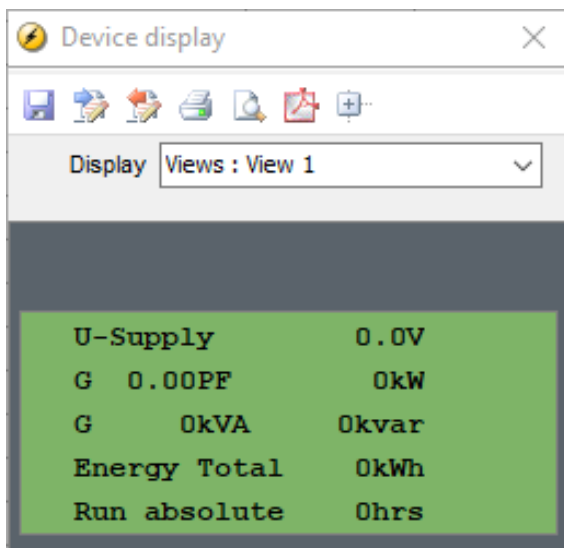 Device display
Display Views : View 1
U-Supply 0.0V
G 0.00PF 0kW
G 0kVA 0kvar
Energy Total 0kWh
Run absolute 0hrs